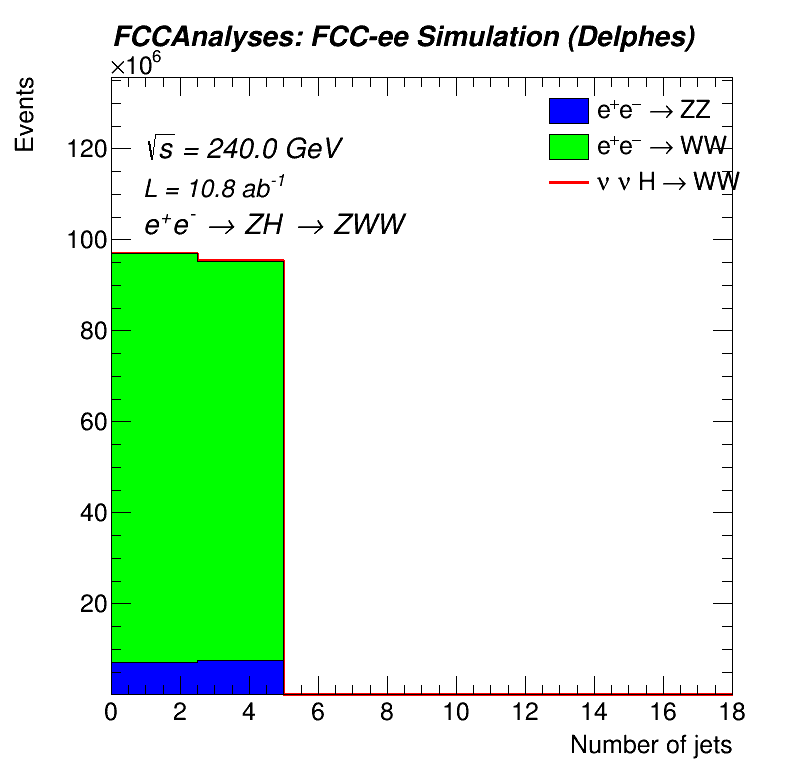 FCCAnalyses: FCC-ee Simulation (Delphes)
×10⁶
Events
e⁺e⁻ → ZZ
e⁺e⁻ → WW
ν ν H → WW
√s = 240.0 GeV
L = 10.8 ab⁻¹
e⁺e⁻ → ZH → ZWW
120
100
80
60
40
20
0 2 4 6 8 10 12 14 16 18
Number of jets